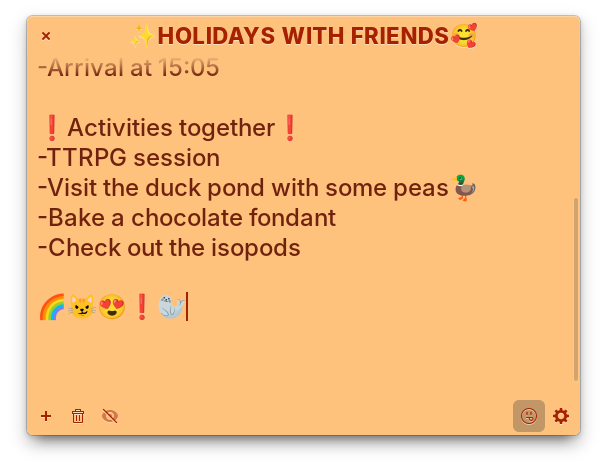 ✨HOLIDAYS WITH FRIENDS🥰
-Arrival at 15:05
❗Activities together❗
-TTRPG session
-Visit the duck pond with some peas🦆
-Bake a chocolate fondant
-Check out the isopods
🌈😼😍❗🦭